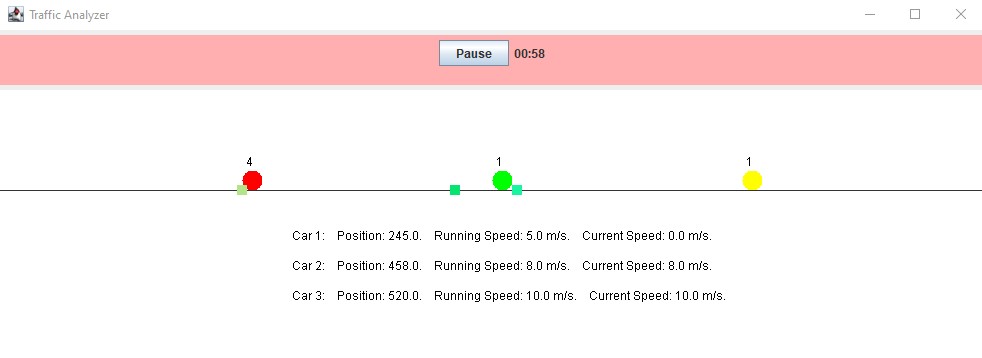 Traffic Analyzer
Pause 00:58
4 1 1
Car 1: Position: 245.0. Running Speed: 5.0 m/s. Current Speed: 0.0 m/s.
Car 2: Position: 458.0. Running Speed: 8.0 m/s. Current Speed: 8.0 m/s.
Car 3: Position: 520.0. Running Speed: 10.0 m/s. Current Speed: 10.0 m/s.